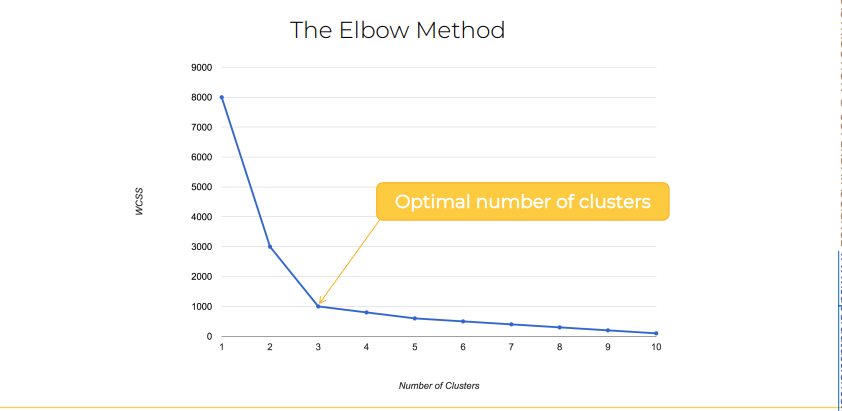 The Elbow Method
9000
8000
7000
6000
5000
4000
3000
2000
1000
0
WCSS
Optimal number of clusters
1 2 3 4 5 6 7 8 9 10
Number of Clusters